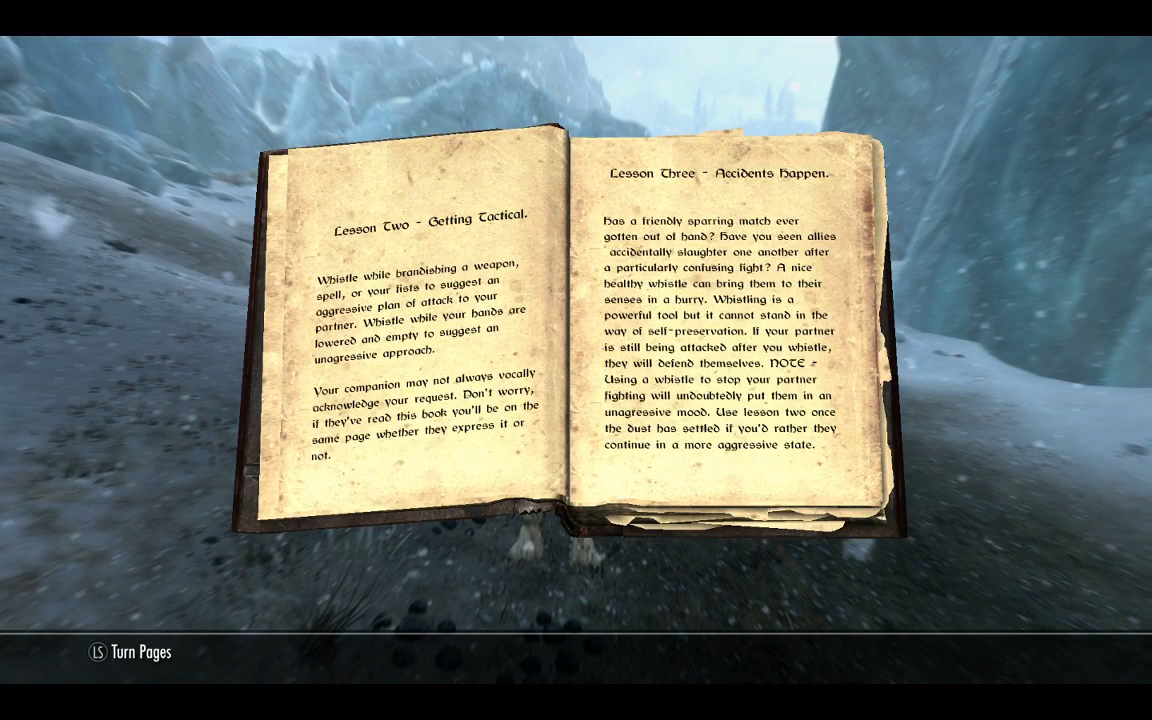 Lesson Two - Getting Tactical.
Whistle while brandishing a weapon,
spell, or your fists to suggest an
aggressive plan of attack to your
partner. Whistle while your hands are
lowered and empty to suggest an
unagressive approach.
Your companion may not always vocally
acknowledge your request. Don't worry,
if they've read this book you'll be on the
same page whether they express it or
not.
Lesson Three - Accidents Happen.
Has a friendly sparring match ever
gotten out of hand? Have you seen allies
accidentally slaughter one another after
a particularly confusing fight? A nice
healthy whistle can bring them to their
senses in a hurry. Whistling is a
powerful tool but it cannot stand in the
way of self-preservation. If your partner
is still being attacked after you whistle,
they will defend themselves. NOTE -
Using a whistle to stop your partner
fighting will undoubtedly put them in an
unagressive mood. Use lesson two once
the dust has settled if you'd rather they
continue in a more aggressive state.
LS Turn Pages